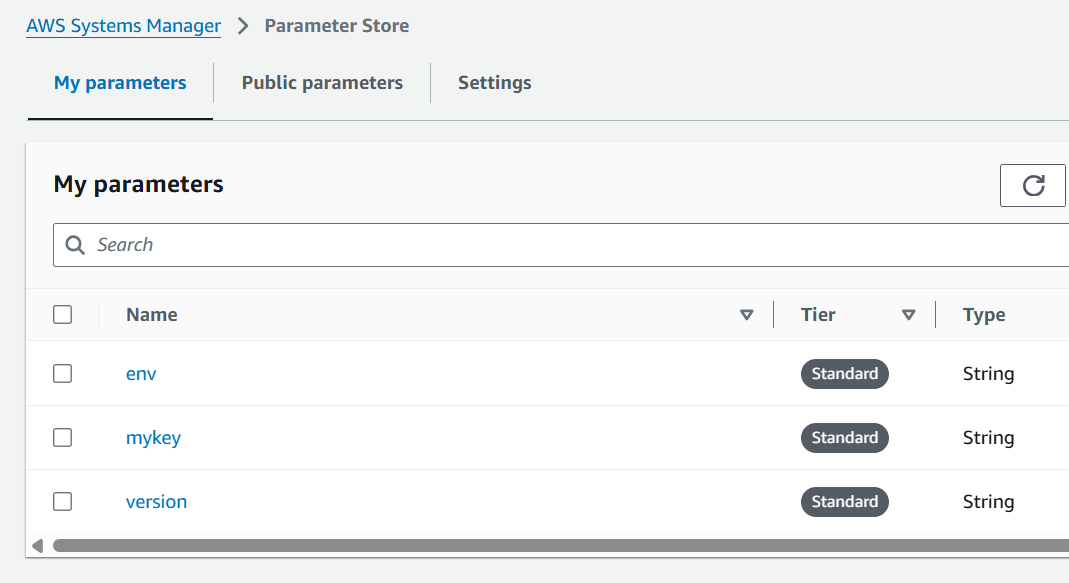 AWS Systems Manager > Parameter Store
My parameters Public parameters Settings
My parameters
Search
Name Tier Type
env Standard String
mykey Standard String
version Standard String